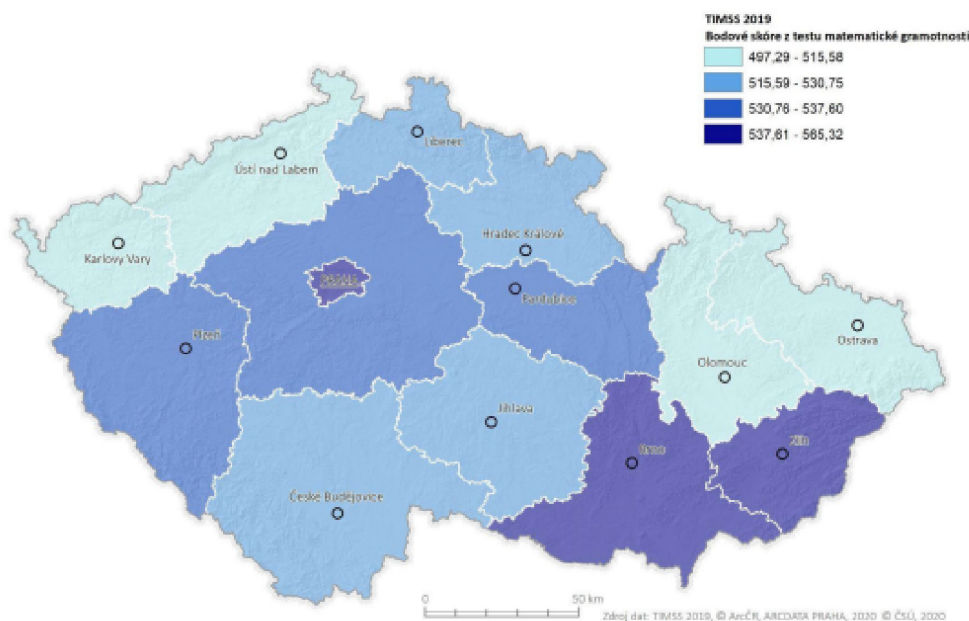 TIMSS 2019
Bodové skóre z testu matematické gramotnosti
497,29 - 515,58
515,59 - 530,75
530,76 - 537,60
537,61 - 565,32
Liberec
Ústí nad Labem
Hradec Králové
Karlovy Vary
Pardubice
Plzeň
Ostrava
Olomouc
Jihlava
Brno
Zlín
České Budějovice
0
50 km
Zdroj dat: TIMSS 2019, © ArcČR, ARCDATA PRAHA, 2020 © ČSÚ, 2020